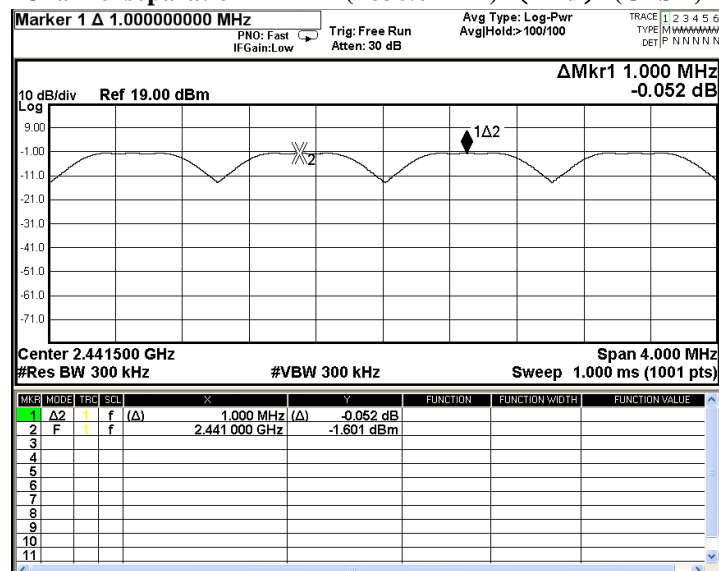 Marker 1 Δ 1.000000000 MHz
PNO: Fast
IFGain:Low
Trig: Free Run
Atten: 30 dB
Avg Type: Log-Pwr
Avg|Hold:> 100/100
TRACE 1 2 3 4 5 6
TYPE M
DET P N N N N N
ΔMkr1 1.000 MHz
-0.052 dB
10 dB/div Ref 19.00 dBm
Log
9.00
-1.00
-11.0
-21.0
-31.0
-41.0
-51.0
-61.0
-71.0
2
1Δ2
Center 2.441500 GHz Span 4.000 MHz
#Res BW 300 kHz #VBW 300 kHz Sweep 1.000 ms (1001 pts)
MKR MODE TRC SCL X Y FUNCTION FUNCTION WIDTH FUNCTION VALUE
1 Δ2 1 f (Δ) 1.000 MHz (Δ) -0.052 dB
2 F 1 f 2.441 000 GHz -1.601 dBm
3
4
5
6
7
8
9
10
11